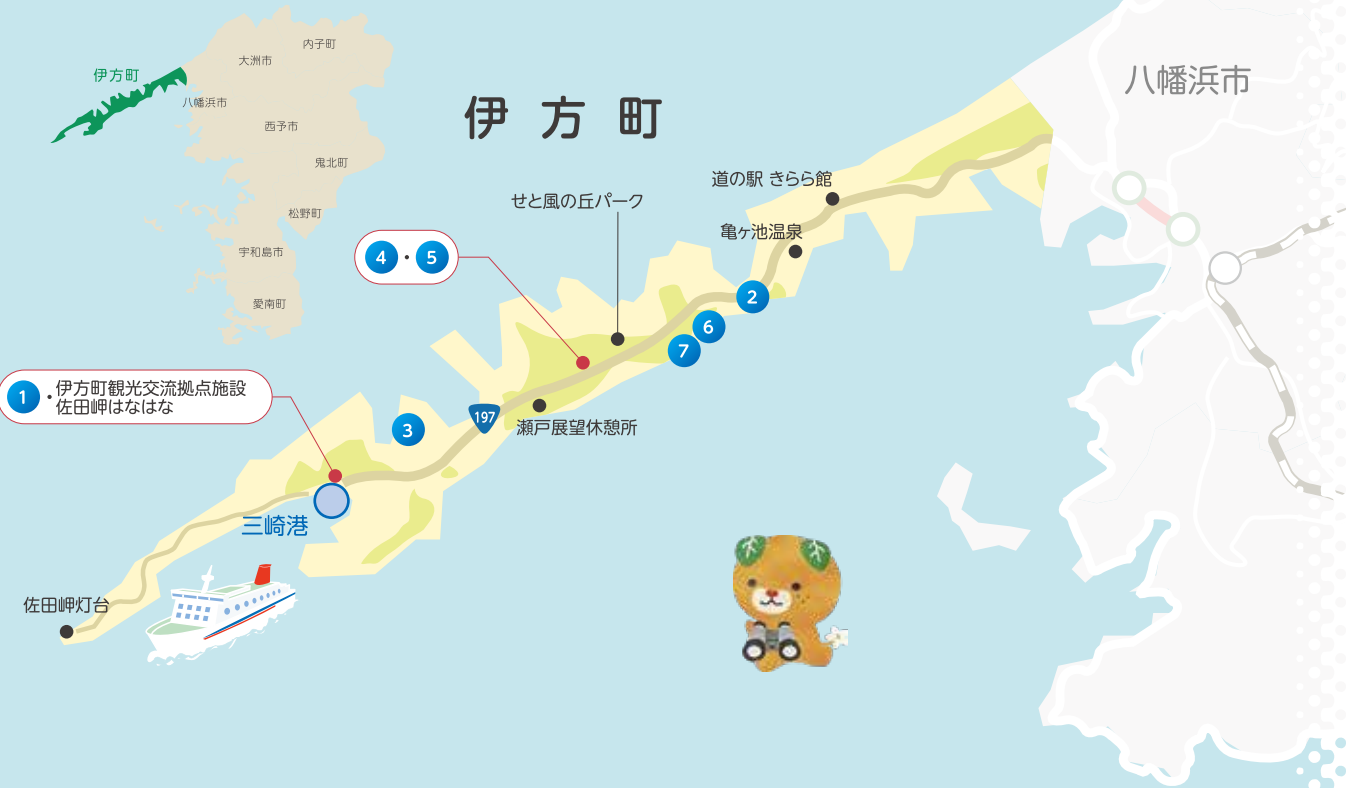 内子町
大洲市
伊方町
八幡浜市
西予市
鬼北町
松野町
宇和島市
愛南町
伊方町
八幡浜市
道の駅 きらら館
せと風の丘パーク
亀ヶ池温泉
4・5
2
6
7
1・伊方町観光交流拠点施設
佐田岬はなはな
3
197
瀬戸展望休憩所
三崎港
佐田岬灯台